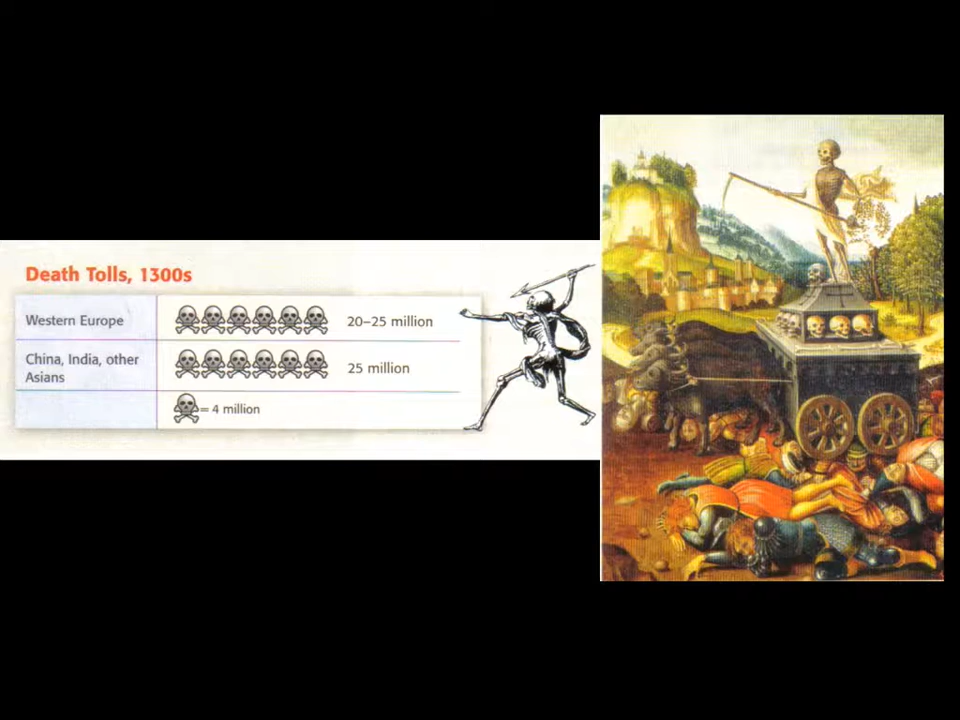 Death Tolls, 1300s
Western Europe 20–25 million
China, India, other
Asians 25 million
= 4 million